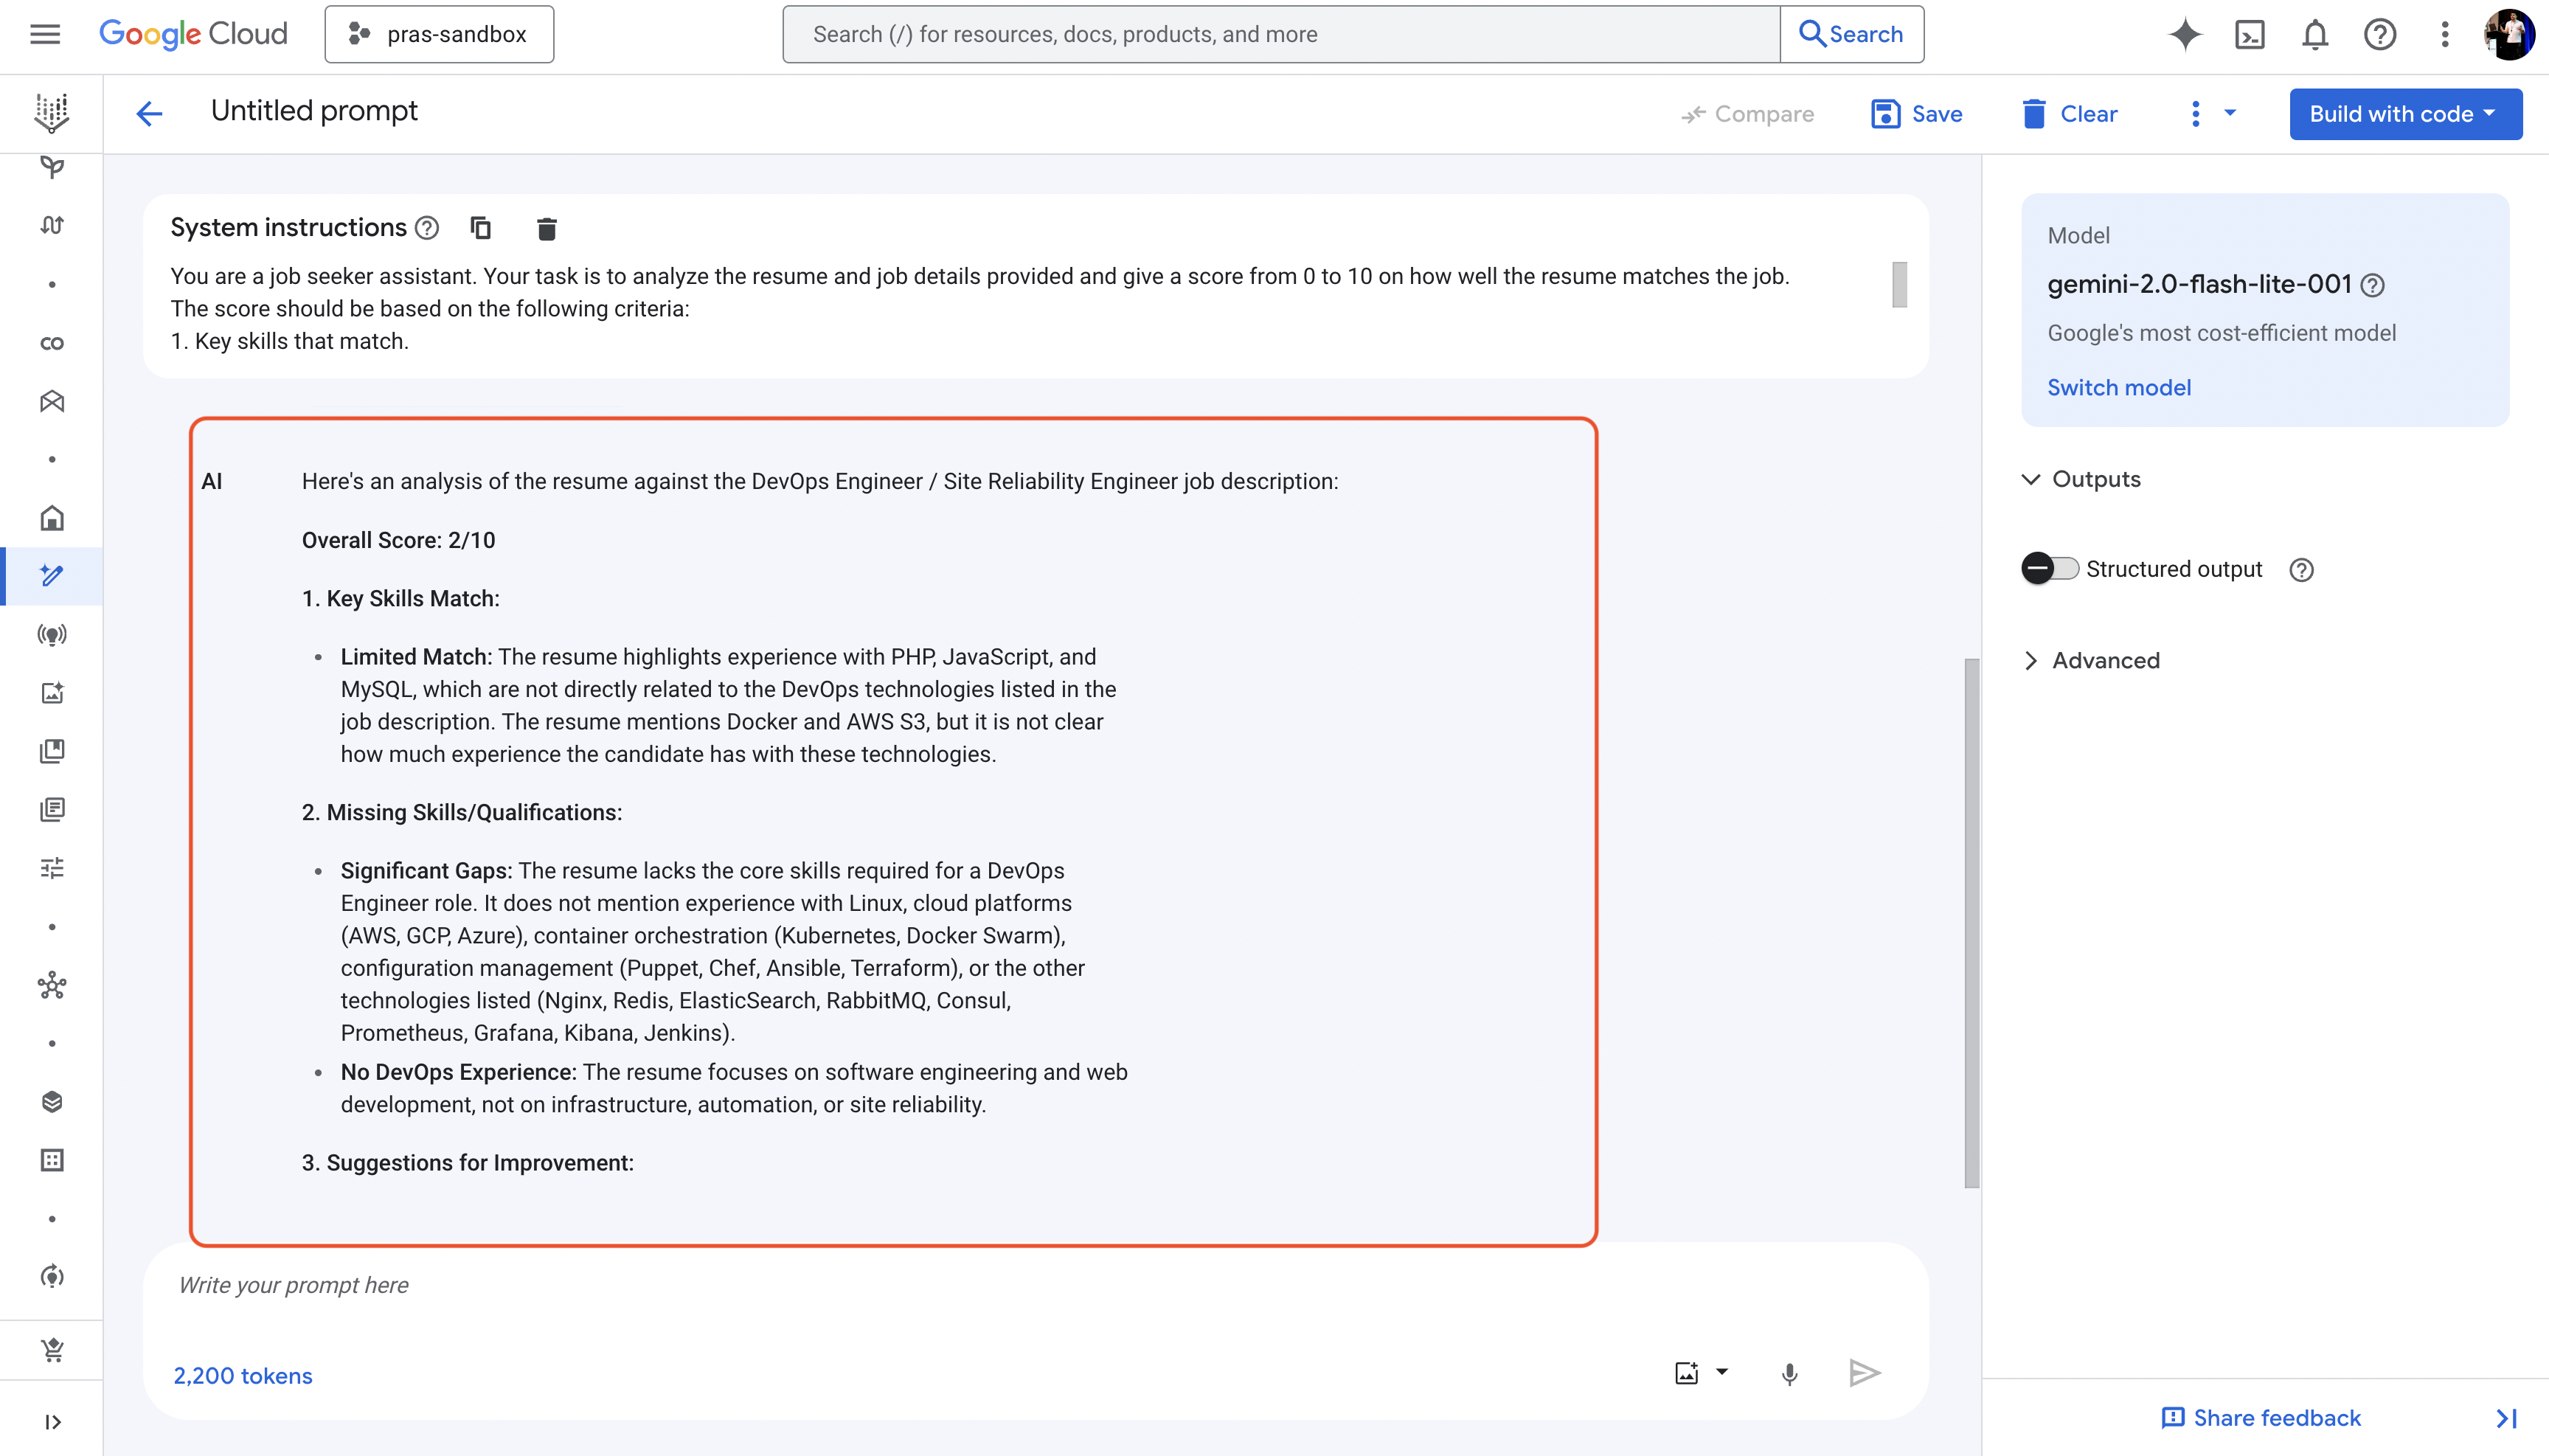 Google Cloud
pras-sandbox
Search (/) for resources, docs, products, and more
Search
Untitled prompt
Compare
Save
Clear
Build with code
System instructions
You are a job seeker assistant. Your task is to analyze the resume and job details provided and give a score from 0 to 10 on how well the resume matches the job.
The score should be based on the following criteria:
1. Key skills that match.
AI
Here's an analysis of the resume against the DevOps Engineer / Site Reliability Engineer job description:
Overall Score: 2/10
1. Key Skills Match:
• Limited Match: The resume highlights experience with PHP, JavaScript, and
MySQL, which are not directly related to the DevOps technologies listed in the
job description. The resume mentions Docker and AWS S3, but it is not clear
how much experience the candidate has with these technologies.
2. Missing Skills/Qualifications:
• Significant Gaps: The resume lacks the core skills required for a DevOps
Engineer role. It does not mention experience with Linux, cloud platforms
(AWS, GCP, Azure), container orchestration (Kubernetes, Docker Swarm),
configuration management (Puppet, Chef, Ansible, Terraform), or the other
technologies listed (Nginx, Redis, ElasticSearch, RabbitMQ, Consul,
Prometheus, Grafana, Kibana, Jenkins).
• No DevOps Experience: The resume focuses on software engineering and web
development, not on infrastructure, automation, or site reliability.
3. Suggestions for Improvement:
Write your prompt here
2,200 tokens
Model
gemini-2.0-flash-lite-001
Google's most cost-efficient model
Switch model
Outputs
Structured output
Advanced
Share feedback